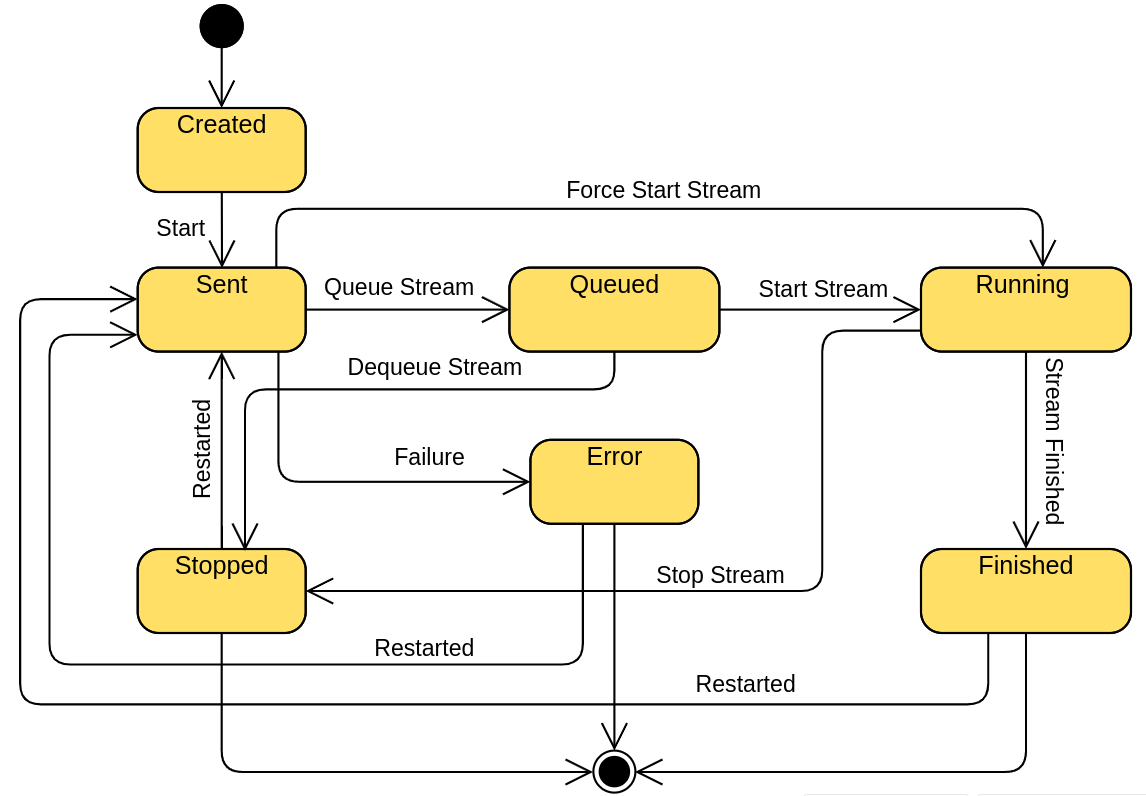 Created
Start
Force Start Stream
Sent
Queue Stream
Queued
Start Stream
Running
Dequeue Stream
Restarted
Failure
Error
Stream Finished
Stopped
Stop Stream
Finished
Restarted
Restarted